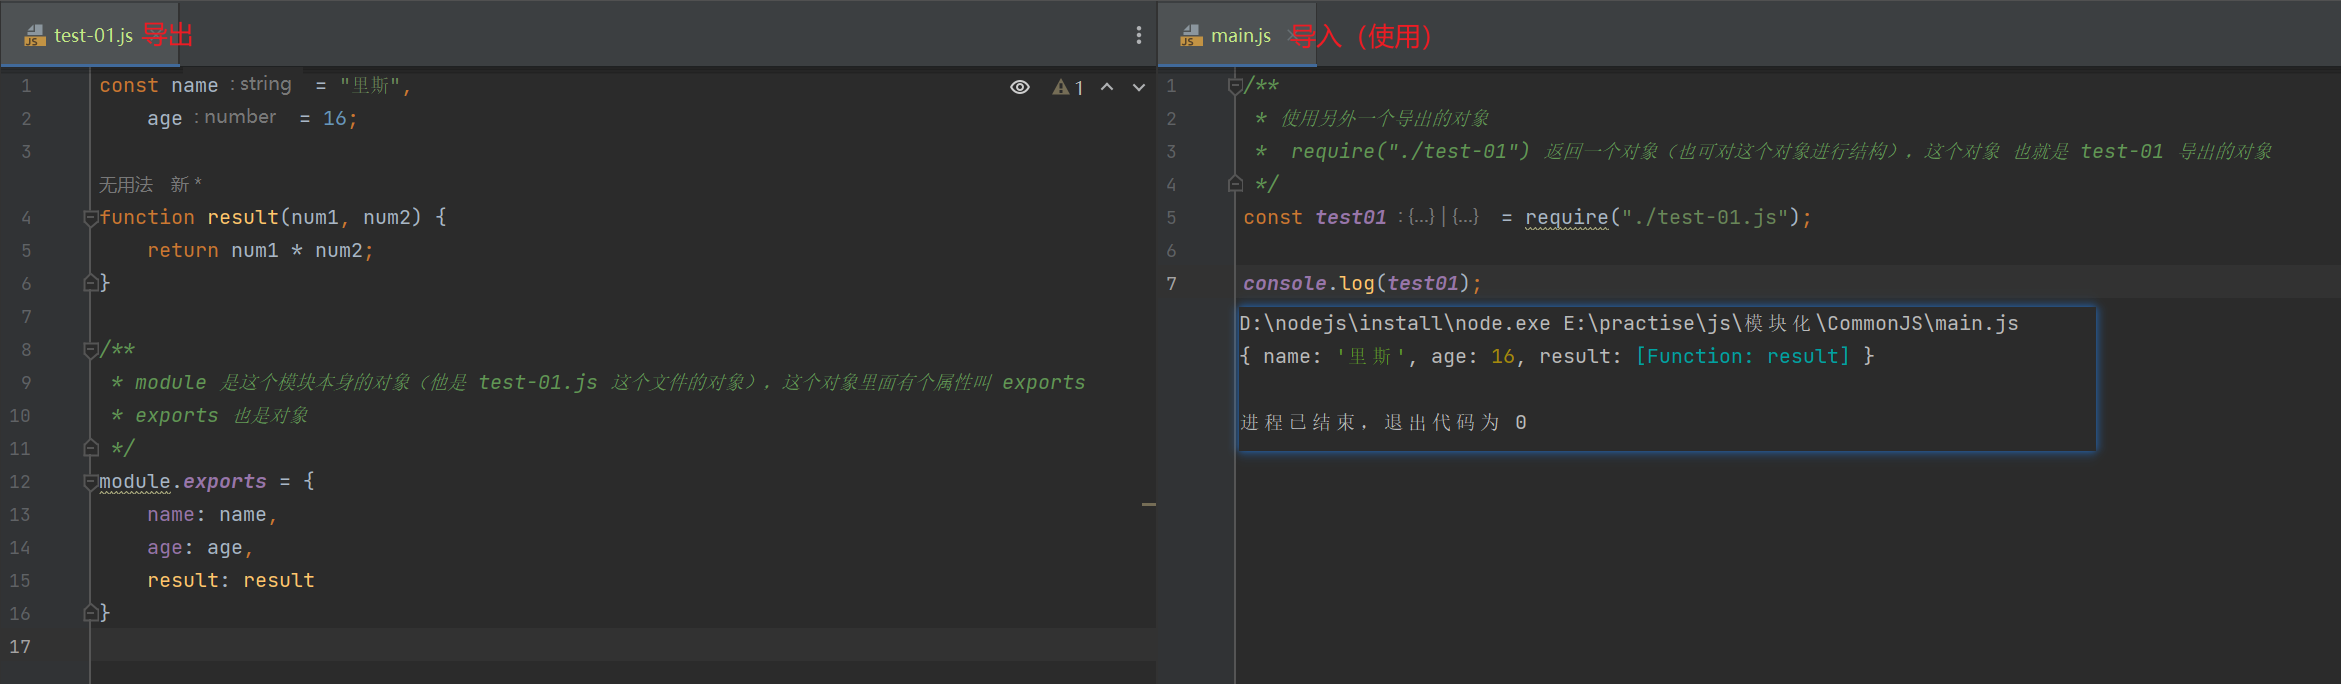 test-01.js 导出
1 const name : string = "里斯",
2 age : number = 16;
3
无用法 新 *
4 function result(num1, num2) {
5 return num1 * num2;
6 }
7
8 /**
9 * module 是这个模块本身的对象（他是 test-01.js 这个文件的对象），这个对象里面有个属性叫 exports
10 * exports 也是对象
11 */
12 module.exports = {
13 name: name,
14 age: age,
15 result: result
16 }
17
1
main.js 导入（使用）
1 /**
2 * 使用另外一个导出的对象
3 * require("./test-01") 返回一个对象（也可对这个对象进行结构），这个对象 也就是 test-01 导出的对象
4 */
5 const test01 : {...} | {...} = require("./test-01.js");
6
7 console.log(test01);
D:\nodejs\install\node.exe E:\practise\js\模块化\CommonJS\main.js
{ name: '里斯', age: 16, result: [Function: result] }
进程已结束，退出代码为 0